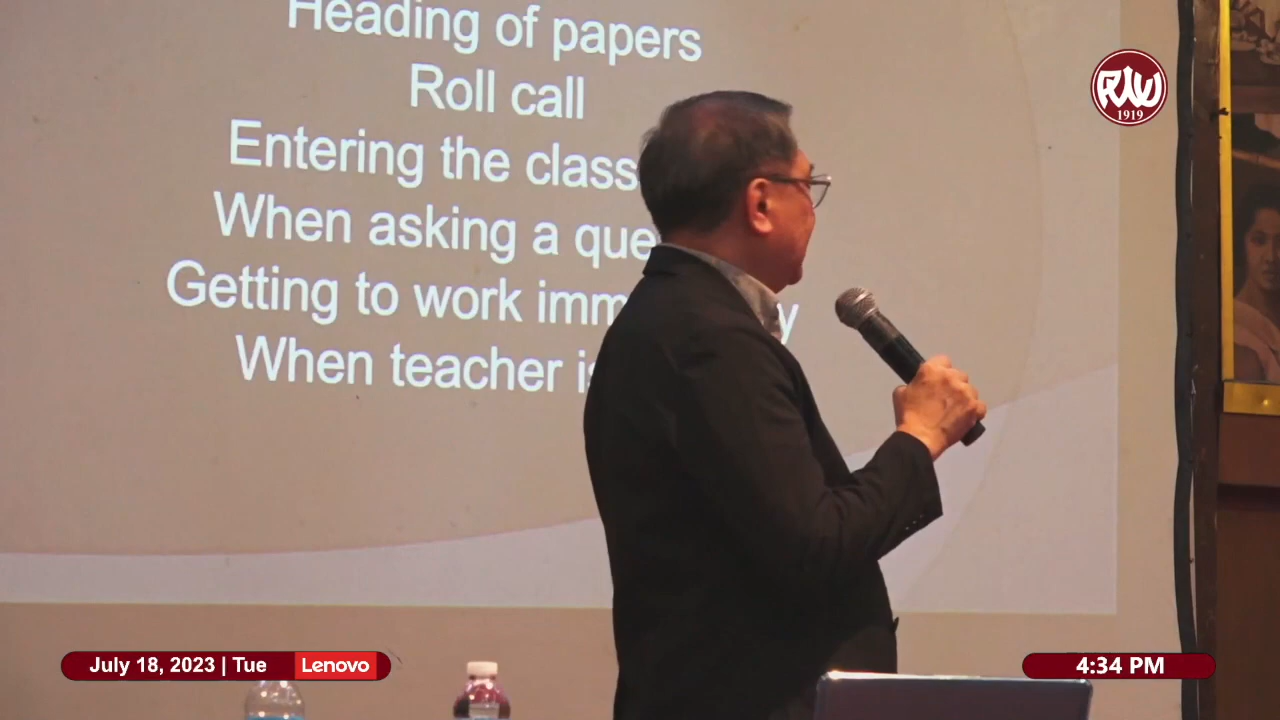 Heading of papers
Roll call
Entering the class
When asking a que
Getting to work imm y
When teacher is
1919
July 18, 2023 | Tue Lenovo
4:34 PM